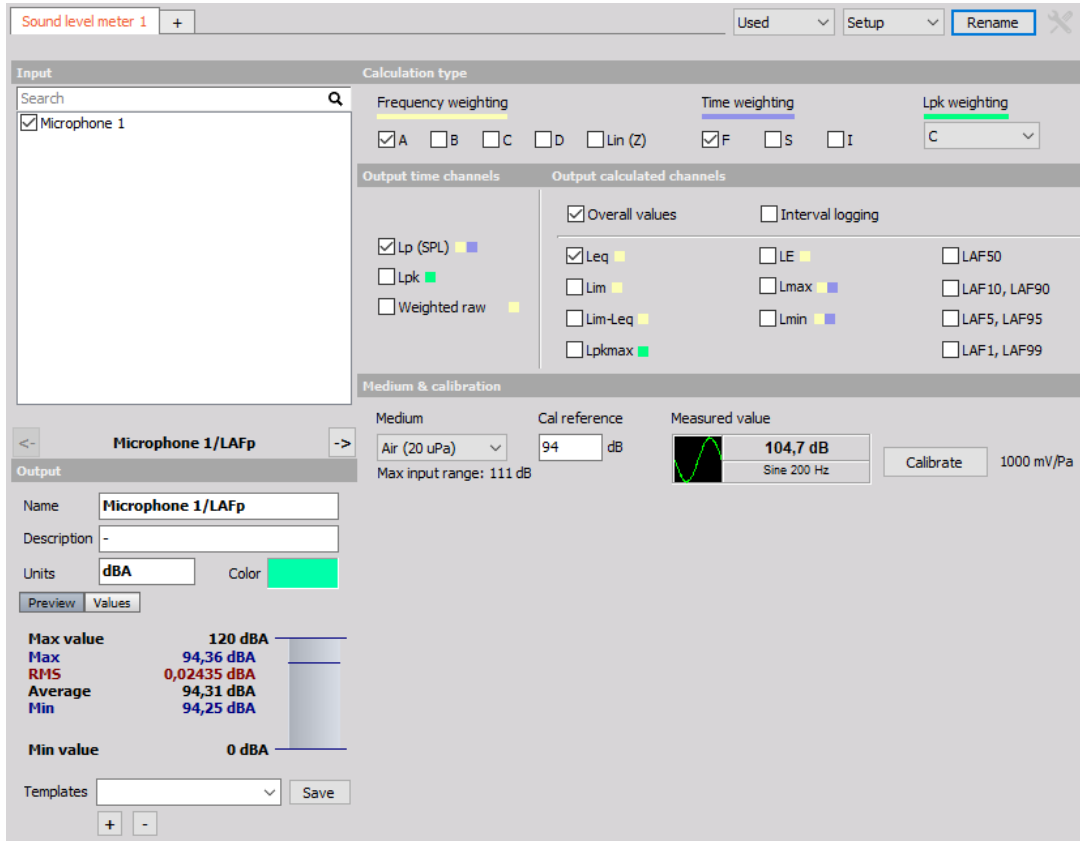 Sound level meter 1 +
Used Setup Rename
Input
Search
Microphone 1
Calculation type
Frequency weighting Time weighting Lpk weighting
A B C D Lin (Z) F S I C
Output time channels Output calculated channels
Overall values Interval logging
Lp (SPL)
Lpk
Weighted raw
Leq LE LAF50
Lim Lmax LAF10, LAF90
Lim-Leq Lmin LAF5, LAF95
Lpkmax LAF1, LAF99
Medium & calibration
Medium Cal reference Measured value
Air (20 uPa) 94 dB 104,7 dB
Sine 200 Hz
Calibrate 1000 mV/Pa
Max input range: 111 dB
<- Microphone 1/LAFp ->
Output
Name Microphone 1/LAFp
Description -
Units dBA Color
Preview Values
Max value 120 dBA
Max 94,36 dBA
RMS 0,02435 dBA
Average 94,31 dBA
Min 94,25 dBA
Min value 0 dBA
Templates Save
+ -